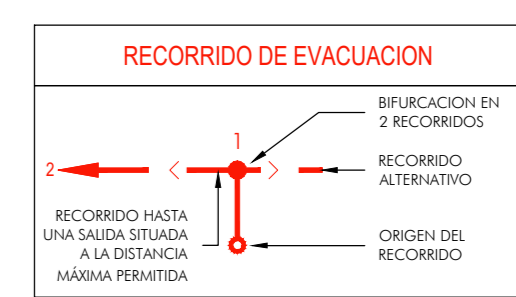 RECORRIDO DE EVACUACION
BIFURCACION EN
2 RECORRIDOS
1
2
RECORRIDO
ALTERNATIVO
RECORRIDO HASTA
UNA SALIDA SITUADA
A LA DISTANCIA
MÁXIMA PERMITIDA
ORIGEN DEL
RECORRIDO